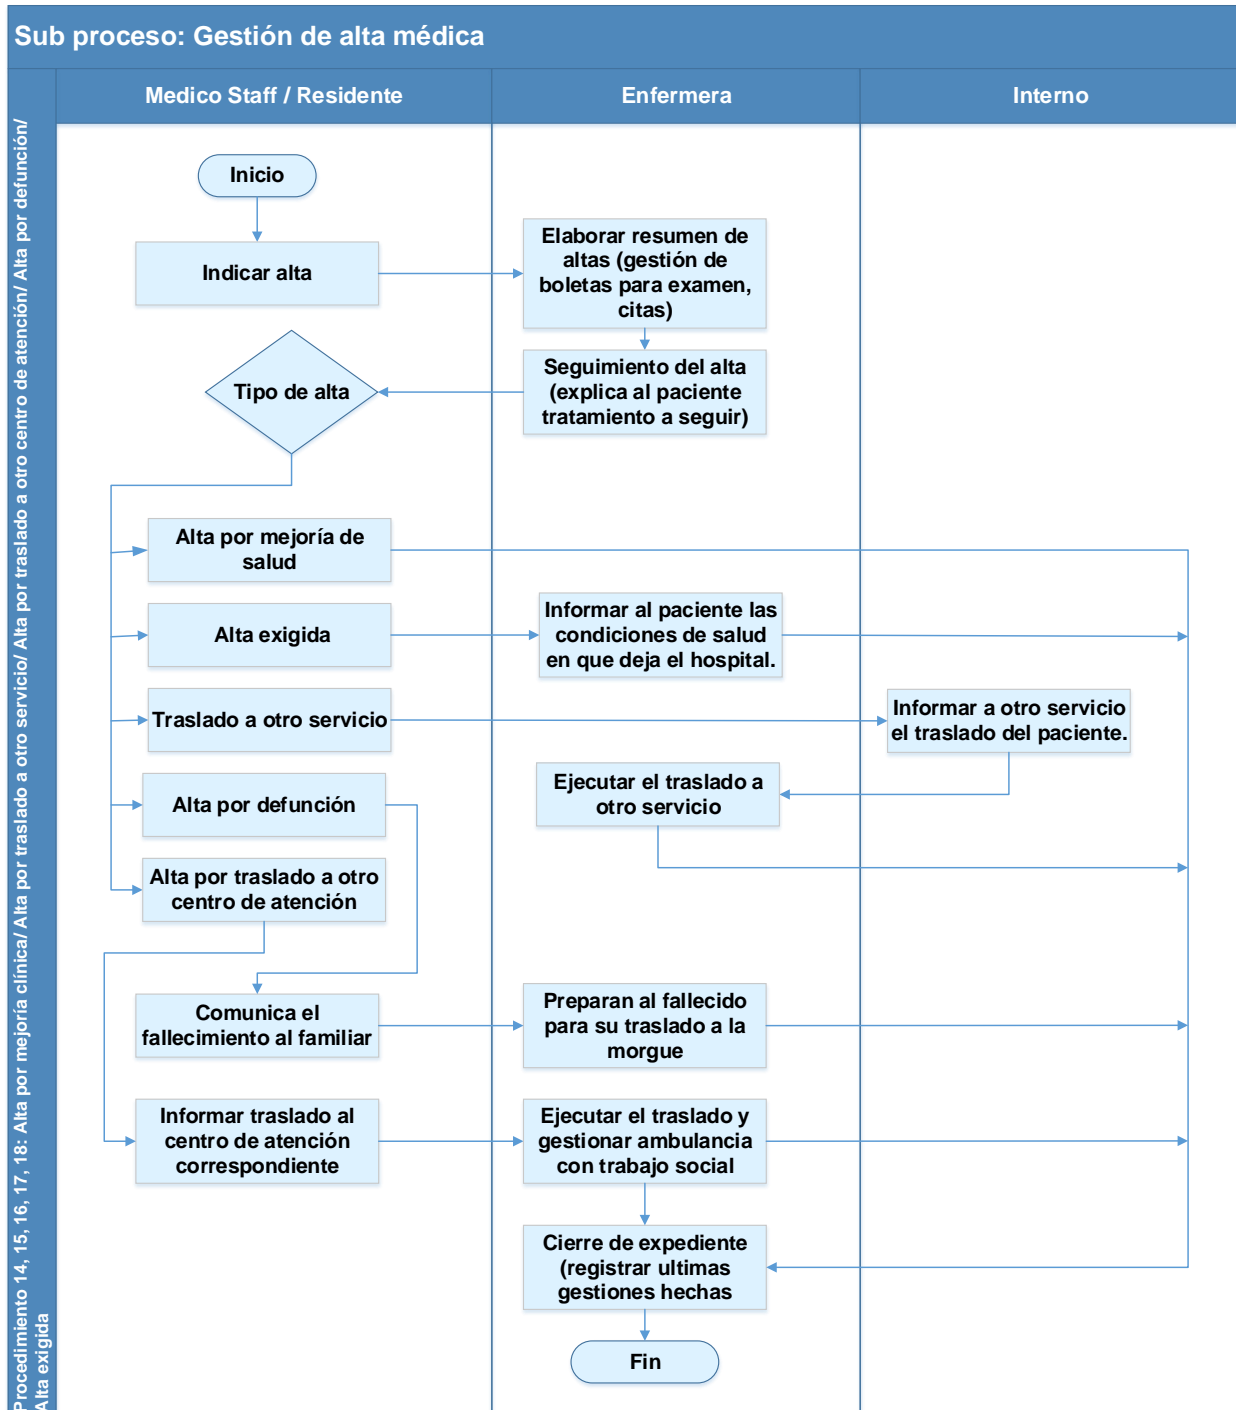 Sub proceso: Gestión de alta médica
Procedimiento 14, 15, 16, 17, 18: Alta por mejoría clínica/ Alta por traslado a otro servicio/ Alta por traslado a otro centro de atención/ Alta por defunción/
Alta exigida
Medico Staff / Residente
Enfermera
Interno
Inicio
Indicar alta
Elaborar resumen de
altas (gestión de
boletas para examen,
citas)
Seguimiento del alta
(explica al paciente
tratamiento a seguir)
Tipo de alta
Alta por mejoría de
salud
Alta exigida
Informar al paciente las
condiciones de salud
en que deja el hospital.
Traslado a otro servicio
Informar a otro servicio
el traslado del paciente.
Ejecutar el traslado a
otro servicio
Alta por defunción
Alta por traslado a otro
centro de atención
Comunica el
fallecimiento al familiar
Preparan al fallecido
para su traslado a la
morgue
Informar traslado al
centro de atención
correspondiente
Ejecutar el traslado y
gestionar ambulancia
con trabajo social
Cierre de expediente
(registrar ultimas
gestiones hechas
Fin